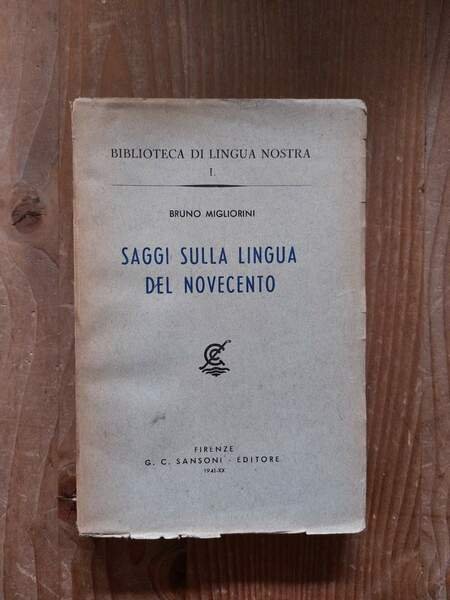 BIBLIOTECA DI LINGUA NOSTRA
I.
BRUNO MIGLIORINI
SAGGI SULLA LINGUA
DEL NOVECENTO
FIRENZE
G. C. SANSONI - EDITORE
1941-XX